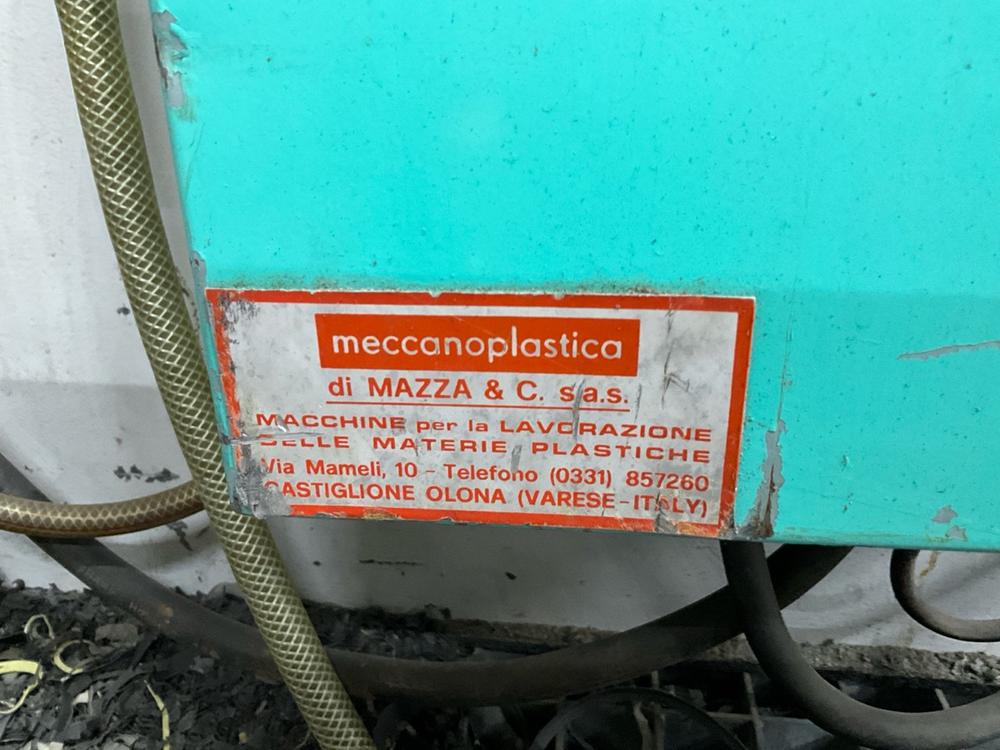 meccanoplastica
di MAZZA & C. s.a.s.
MACCHINE per la LAVORAZIONE
DELLE MATERIE PLASTICHE
Via Mameli, 10 - Telefono (0331) 857260
CASTIGLIONE OLONA (VARESE-ITALY)